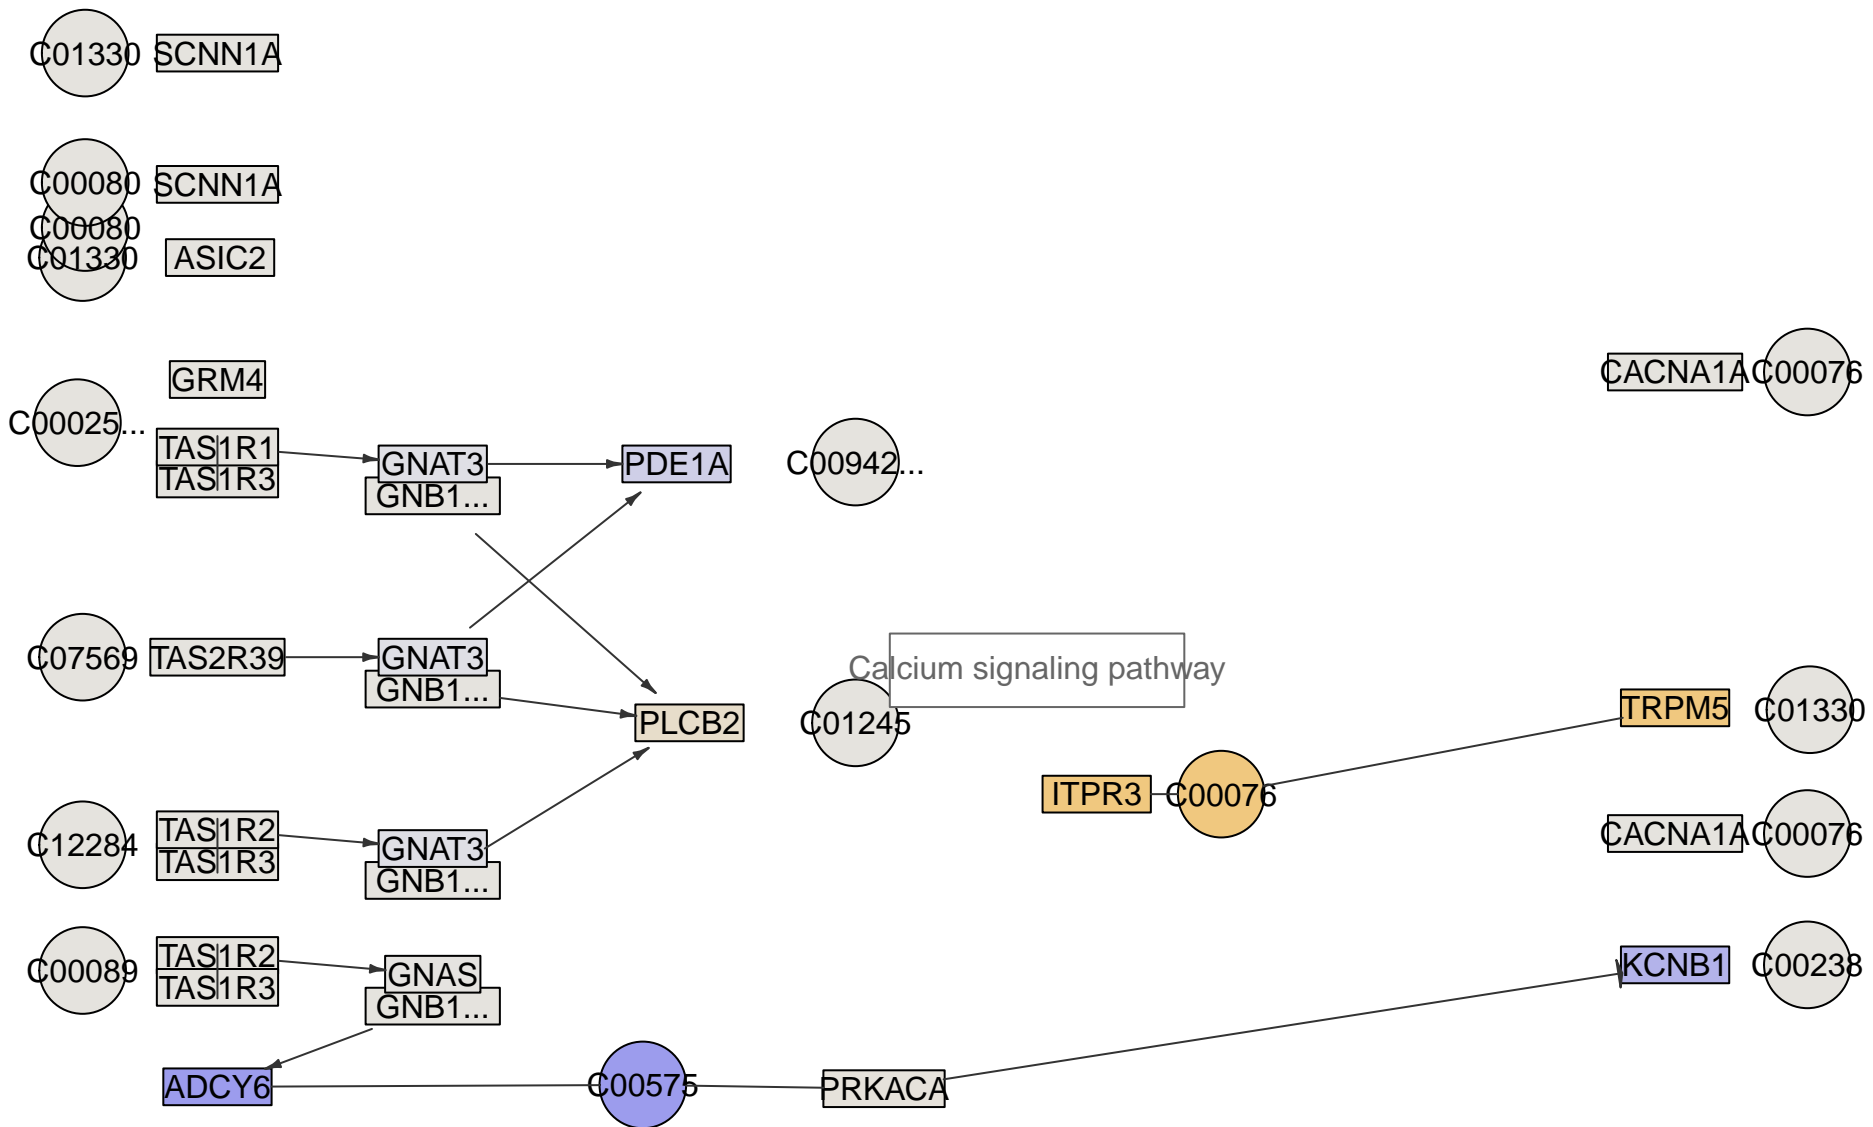 C01330 SCNN1A
C00080 SCNN1A
C00080
C01330 ASIC2
GRM4
CACNA1A C00076
C00025...
TAS1R1
GNAT3 PDE1A C00942...
TAS1R3
GNB1...
C07569 TAS2R39 GNAT3
Calcium signaling pathway
GNB1...
PLCB2 C01245
TRPM5 C01330
ITPR3 C00076
TAS1R2
CACNA1A C00076
C12284
GNAT3
TAS1R3
GNB1...
TAS1R2
KCNB1 C00238
C00089
GNAS
TAS1R3
GNB1...
ADCY6 C00575 PRKACA